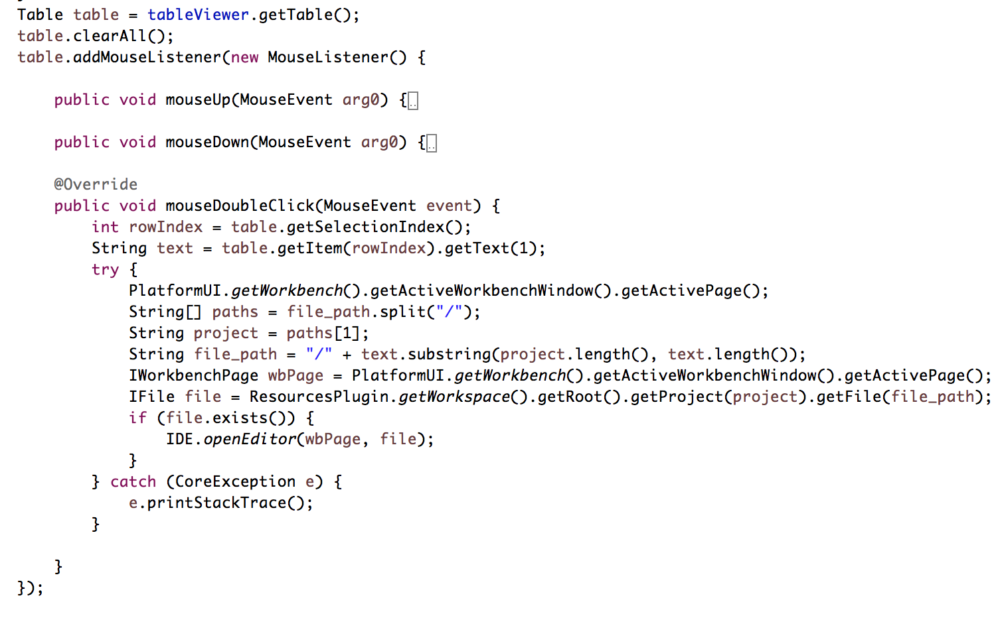 Table table = tableViewer.getTable();
table.clearAll();
table.addMouseListener(new MouseListener() {
public void mouseUp(MouseEvent arg0) {..
public void mouseDown(MouseEvent arg0) {..
@Override
public void mouseDoubleClick(MouseEvent event) {
int rowIndex = table.getSelectionIndex();
String text = table.getItem(rowIndex).getText(1);
try {
PlatformUI.getWorkbench().getActiveWorkbenchWindow().getActivePage();
String[] paths = file_path.split("/");
String project = paths[1];
String file_path = "/" + text.substring(project.length(), text.length());
IWorkbenchPage wbPage = PlatformUI.getWorkbench().getActiveWorkbenchWindow().getActivePage();
IFile file = ResourcesPlugin.getWorkspace().getRoot().getProject(project).getFile(file_path);
if (file.exists()) {
IDE.openEditor(wbPage, file);
}
} catch (CoreException e) {
e.printStackTrace();
}
}
});